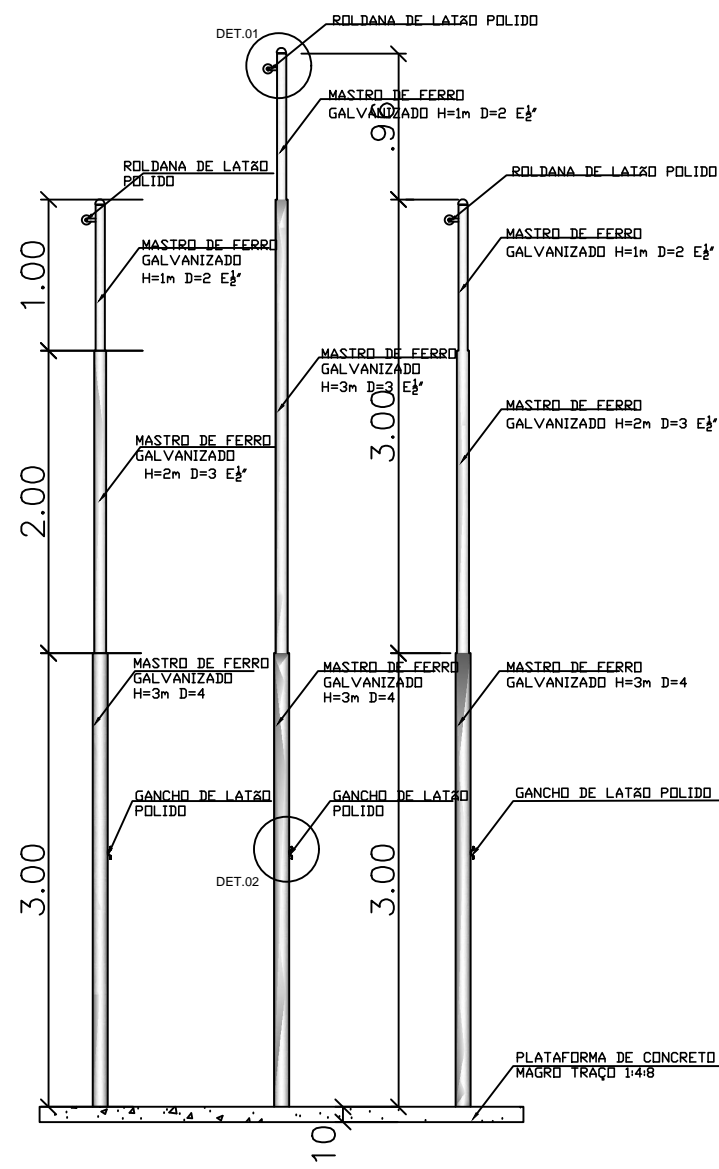 DET.01
ROLDANA DE LATÃO POLIDO
MASTRO DE FERRO
GALVANIZADO H=1m D=2 E½"
.96
ROLDANA DE LATÃO
POLIDO
ROLDANA DE LATÃO POLIDO
1.00
MASTRO DE FERRO
GALVANIZADO
H=1m D=2 E½"
MASTRO DE FERRO
GALVANIZADO H=1m D=2 E½"
MASTRO DE FERRO
GALVANIZADO
H=3m D=3 E½"
3.00
MASTRO DE FERRO
GALVANIZADO H=2m D=3 E½"
2.00
MASTRO DE FERRO
GALVANIZADO
H=2m D=3 E½"
MASTRO DE FERRO
GALVANIZADO
H=3m D=4
MASTRO DE FERRO
GALVANIZADO
H=3m D=4
MASTRO DE FERRO
GALVANIZADO H=3m D=4
GANCHO DE LATÃO
POLIDO
GANCHO DE LATÃO
POLIDO
GANCHO DE LATÃO POLIDO
3.00
DET.02
3.00
PLATAFORMA DE CONCRETO
MAGRO TRAÇO 1:4:8
10